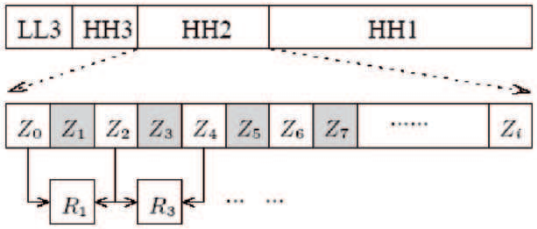 LL3 HH3 HH2 HH1
Z₀ Z₁ Z₂ Z₃ Z₄ Z₅ Z₆ Z₇ ...... Zᵢ
R₁ R₃ ... ...